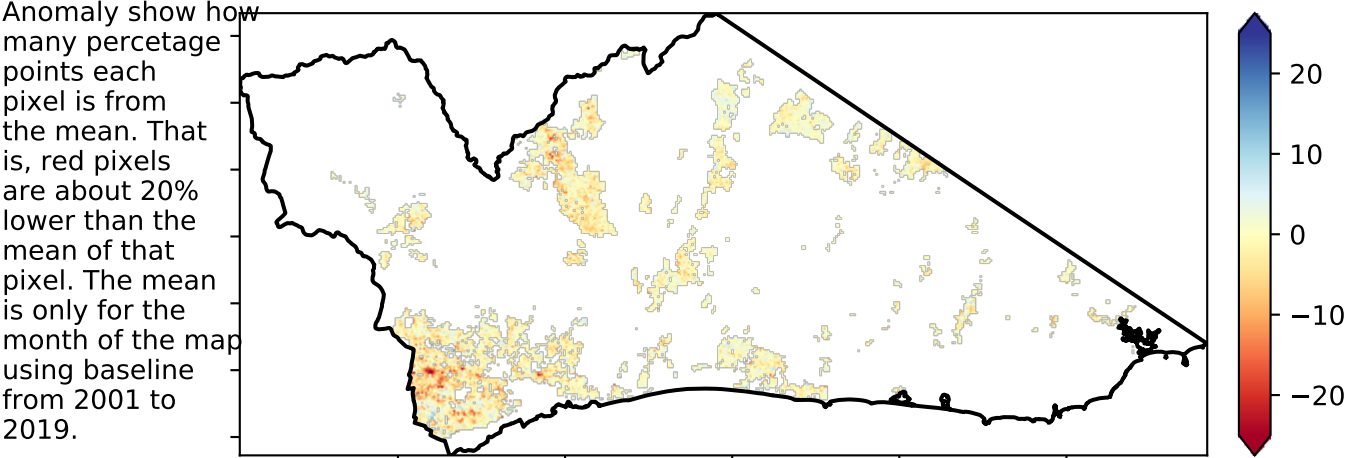 Anomaly show how
many percetage
points each
pixel is from
the mean. That
is, red pixels
are about 20%
lower than the
mean of that
pixel. The mean
is only for the
month of the map
using baseline
from 2001 to
2019.
20
10
0
−10
−20